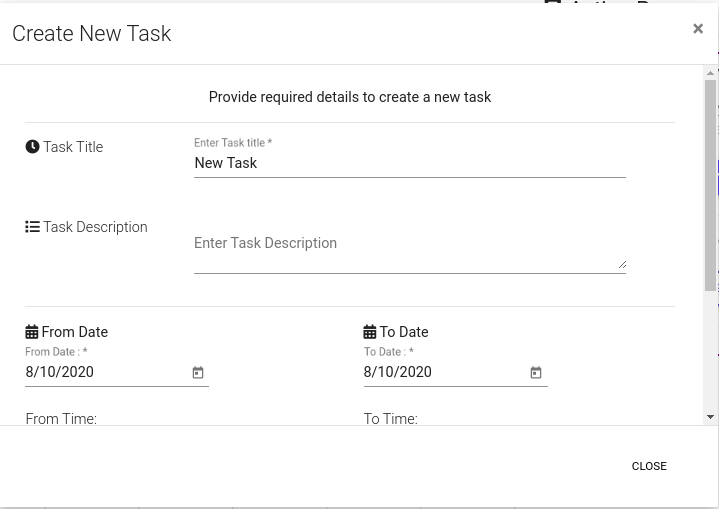 Create New Task
×
Provide required details to create a new task
Task Title
Enter Task title *
New Task
Task Description
Enter Task Description
From Date
To Date
From Date : *
To Date : *
8/10/2020
8/10/2020
From Time:
To Time:
CLOSE